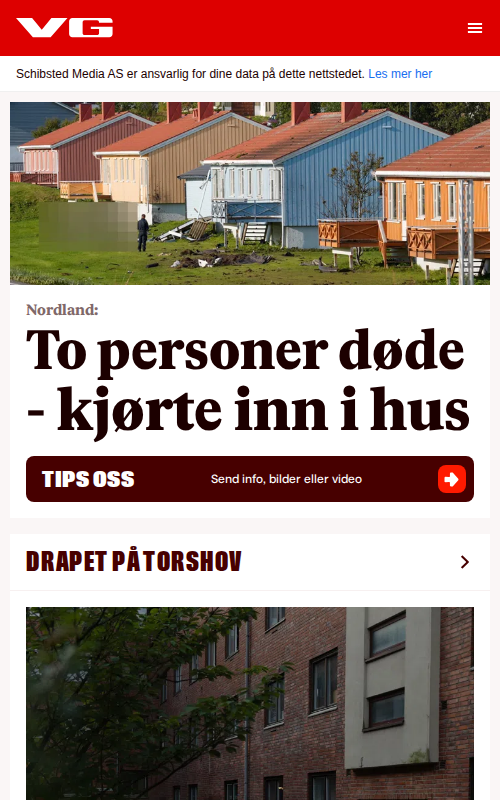 VG
Schibsted Media AS er ansvarlig for dine data på dette nettstedet. Les mer her
Nordland:
To personer døde
- kjørte inn i hus
TIPS OSS Send info, bilder eller video
DRAPET PÅ TORSHOV